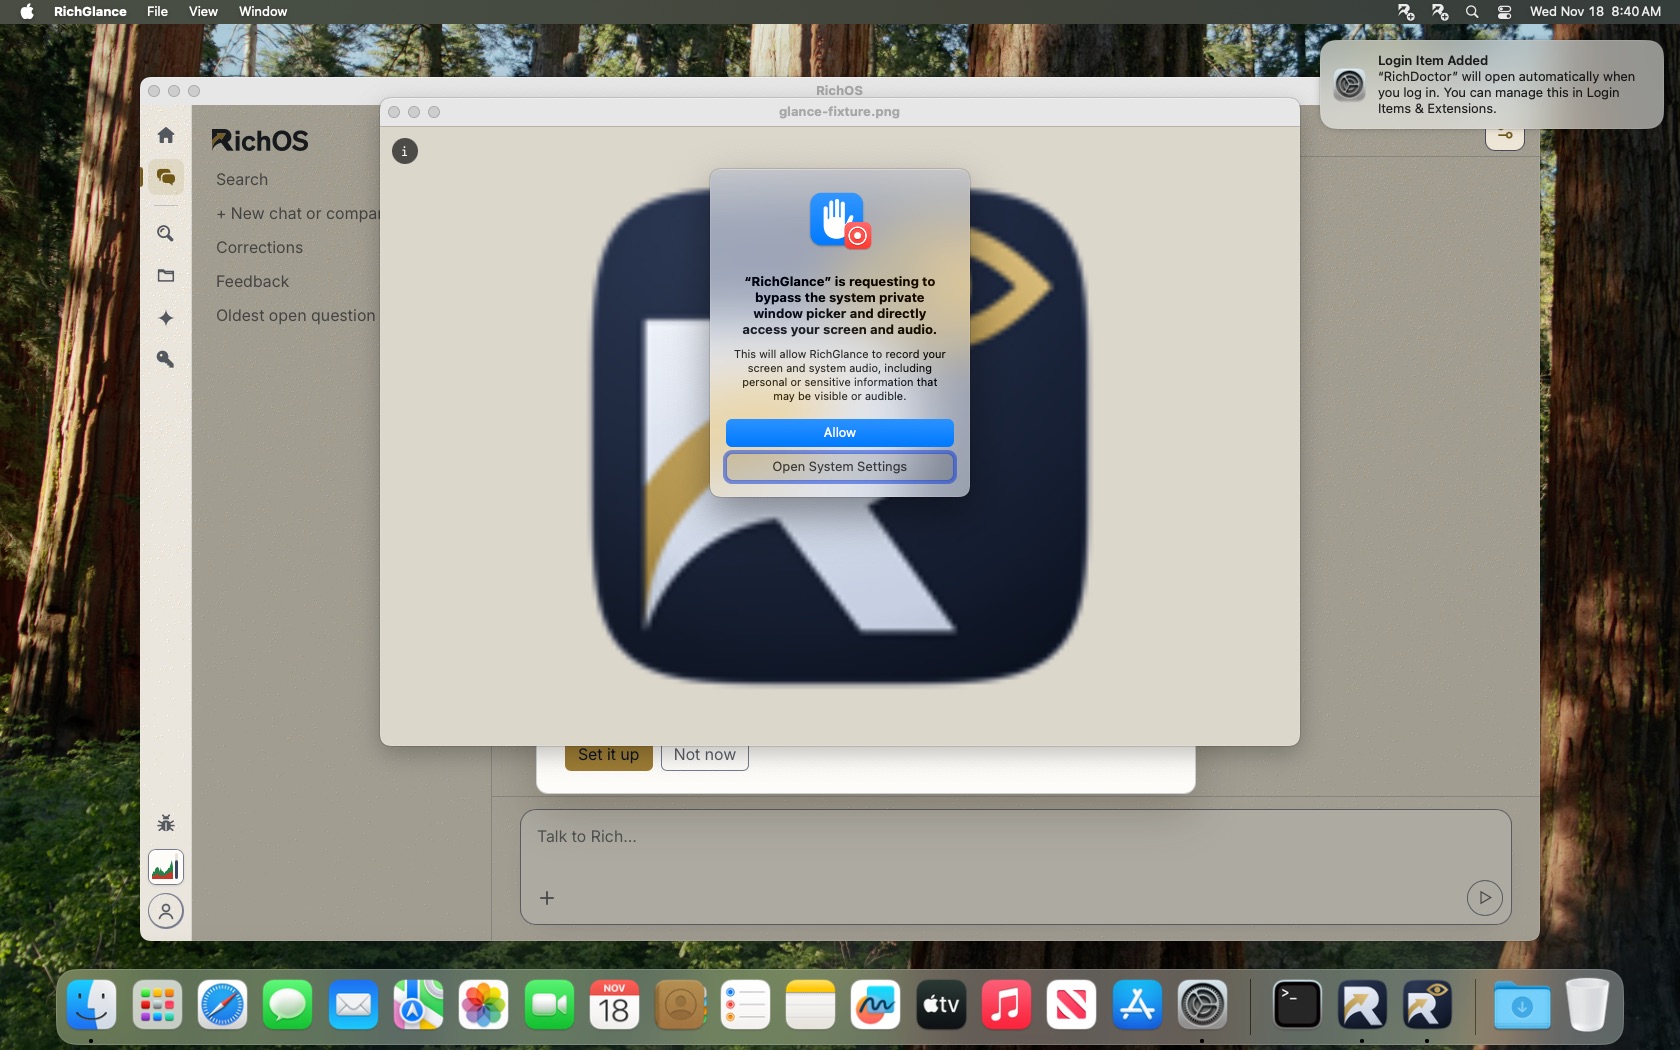 RichGlance File View Window
Wed Nov 18 8:40 AM
Login Item Added
“RichDoctor” will open automatically when
you log in. You can manage this in Login
Items & Extensions.
RichOS
glance-fixture.png
i
RichOS
Search
+ New chat or compa
Corrections
Feedback
Oldest open question
“RichGlance” is requesting to
bypass the system private
window picker and directly
access your screen and audio.
This will allow RichGlance to record your
screen and system audio, including
personal or sensitive information that
may be visible or audible.
Allow
Open System Settings
Set it up
Not now
Talk to Rich...
NOV
18
tv